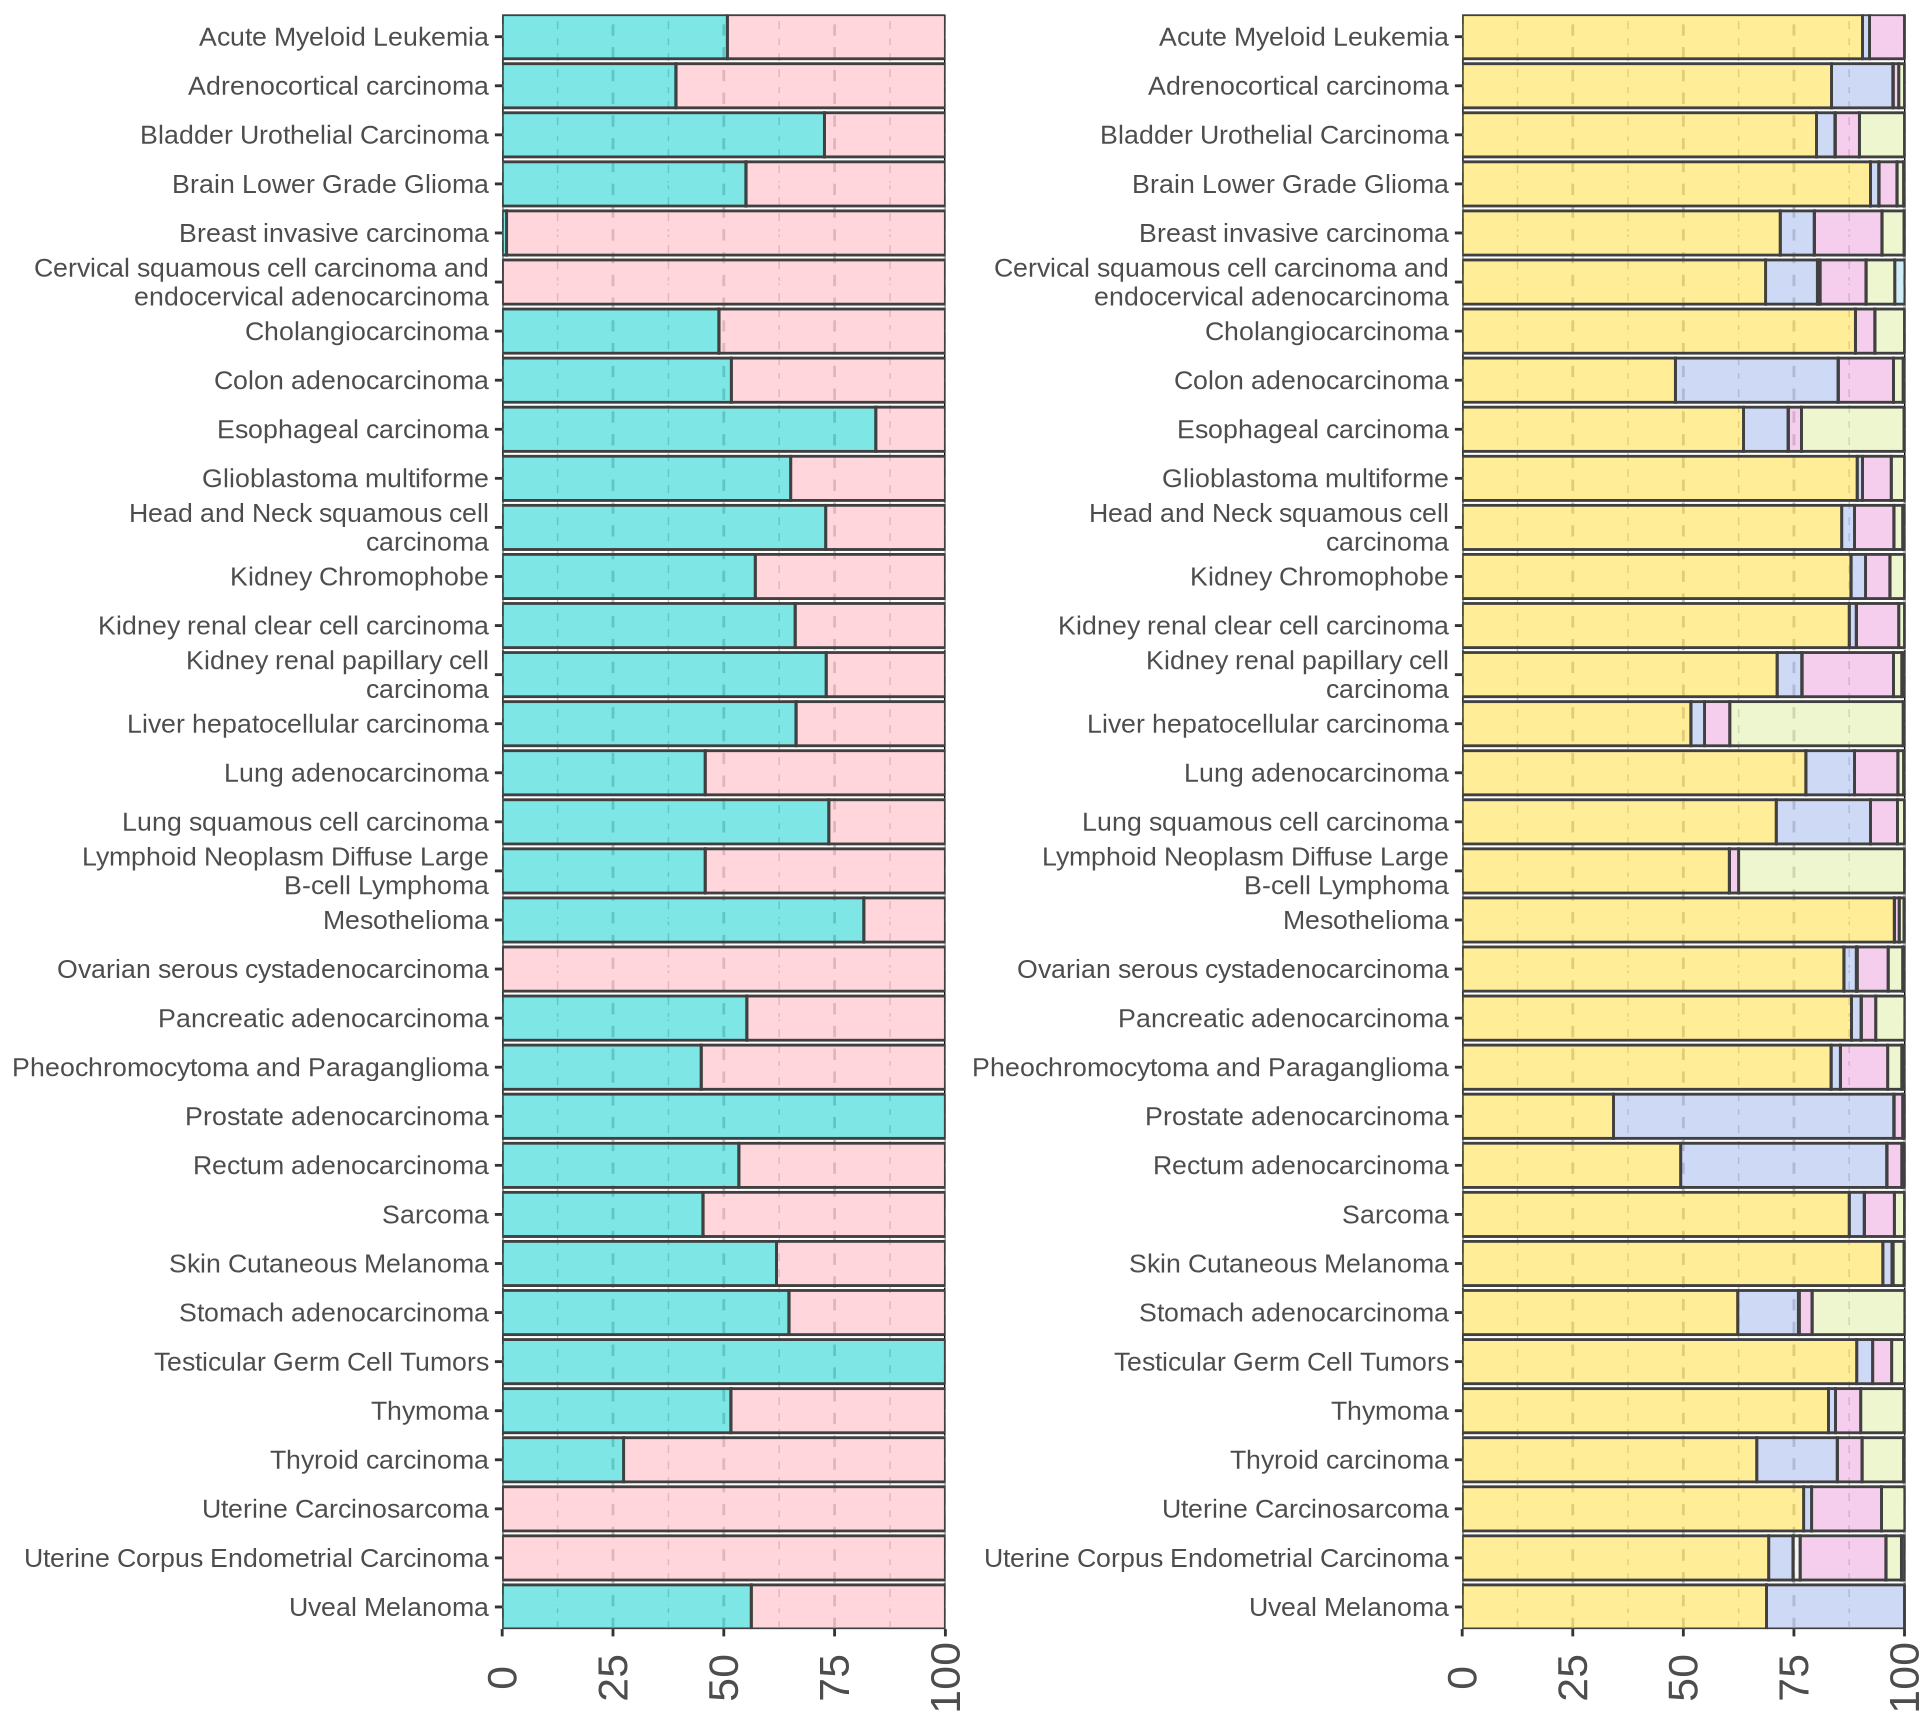 Acute Myeloid Leukemia
Adrenocortical carcinoma
Bladder Urothelial Carcinoma
Brain Lower Grade Glioma
Breast invasive carcinoma
Cervical squamous cell carcinoma and
endocervical adenocarcinoma
Cholangiocarcinoma
Colon adenocarcinoma
Esophageal carcinoma
Glioblastoma multiforme
Head and Neck squamous cell
carcinoma
Kidney Chromophobe
Kidney renal clear cell carcinoma
Kidney renal papillary cell
carcinoma
Liver hepatocellular carcinoma
Lung adenocarcinoma
Lung squamous cell carcinoma
Lymphoid Neoplasm Diffuse Large
B-cell Lymphoma
Mesothelioma
Ovarian serous cystadenocarcinoma
Pancreatic adenocarcinoma
Pheochromocytoma and Paraganglioma
Prostate adenocarcinoma
Rectum adenocarcinoma
Sarcoma
Skin Cutaneous Melanoma
Stomach adenocarcinoma
Testicular Germ Cell Tumors
Thymoma
Thyroid carcinoma
Uterine Carcinosarcoma
Uterine Corpus Endometrial Carcinoma
Uveal Melanoma
0
25
50
75
100
Acute Myeloid Leukemia
Adrenocortical carcinoma
Bladder Urothelial Carcinoma
Brain Lower Grade Glioma
Breast invasive carcinoma
Cervical squamous cell carcinoma and
endocervical adenocarcinoma
Cholangiocarcinoma
Colon adenocarcinoma
Esophageal carcinoma
Glioblastoma multiforme
Head and Neck squamous cell
carcinoma
Kidney Chromophobe
Kidney renal clear cell carcinoma
Kidney renal papillary cell
carcinoma
Liver hepatocellular carcinoma
Lung adenocarcinoma
Lung squamous cell carcinoma
Lymphoid Neoplasm Diffuse Large
B-cell Lymphoma
Mesothelioma
Ovarian serous cystadenocarcinoma
Pancreatic adenocarcinoma
Pheochromocytoma and Paraganglioma
Prostate adenocarcinoma
Rectum adenocarcinoma
Sarcoma
Skin Cutaneous Melanoma
Stomach adenocarcinoma
Testicular Germ Cell Tumors
Thymoma
Thyroid carcinoma
Uterine Carcinosarcoma
Uterine Corpus Endometrial Carcinoma
Uveal Melanoma
0
25
50
75
100